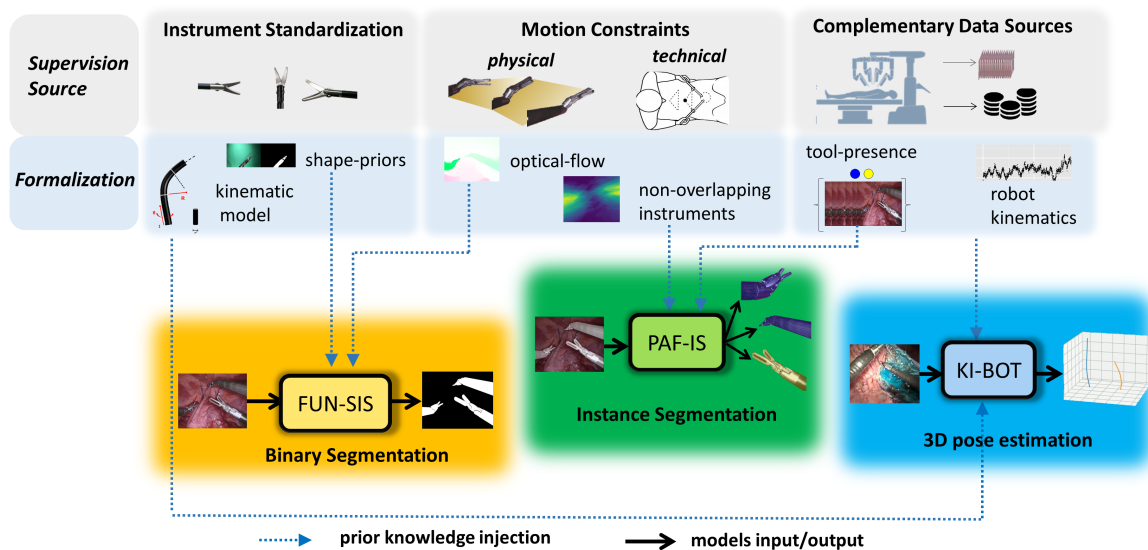 Instrument Standardization
Motion Constraints
Complementary Data Sources
Supervision
Source
physical
technical
Formalization
shape-priors
kinematic
model
optical-flow
non-overlapping
instruments
tool-presence
robot
kinematics
FUN-SIS
Binary Segmentation
PAF-IS
Instance Segmentation
KI-BOT
3D pose estimation
prior knowledge injection
models input/output